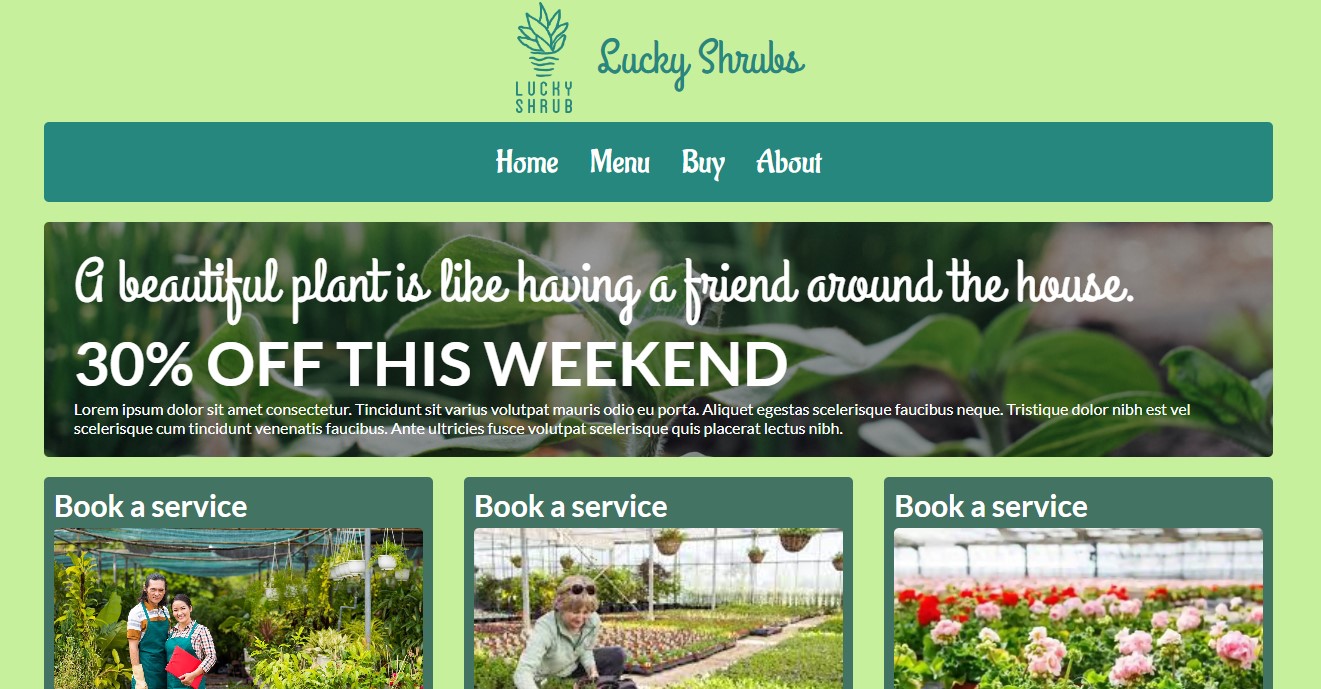 LUCKY
SHRUB
Lucky Shrubs
Home Menu Buy About
A beautiful plant is like having a friend around the house.
30% OFF THIS WEEKEND
Lorem ipsum dolor sit amet consectetur. Tincidunt sit varius volutpat mauris odio eu porta. Aliquet egestas scelerisque faucibus neque. Tristique dolor nibh est vel
scelerisque cum tincidunt venenatis faucibus. Ante ultricies fusce volutpat scelerisque quis placerat lectus nibh.
Book a service
Book a service
Book a service